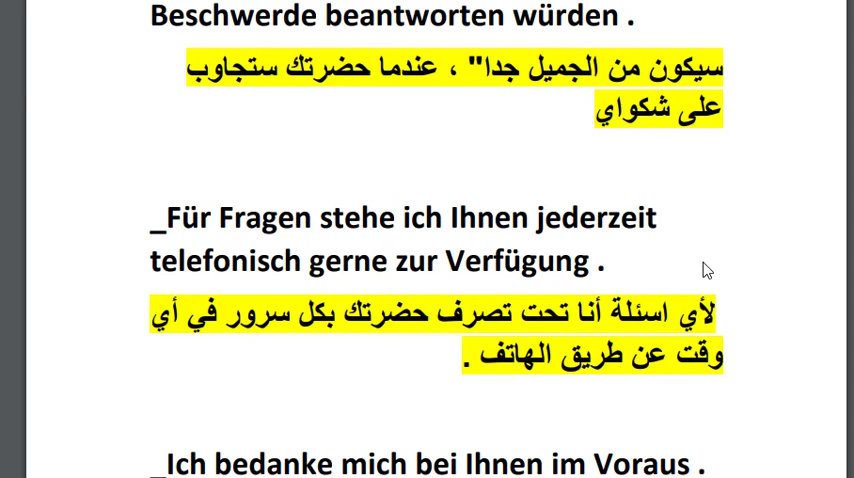 Beschwerde beantworten würden .
سيكون من الجميل جدا" ، عندما حضرتك ستجاوب
على شكواي
_Für Fragen stehe ich Ihnen jederzeit
telefonisch gerne zur Verfügung .
لأي اسئلة أنا تحت تصرف حضرتك بكل سرور في أي
وقت عن طريق الهاتف .
_Ich bedanke mich bei Ihnen im Voraus .